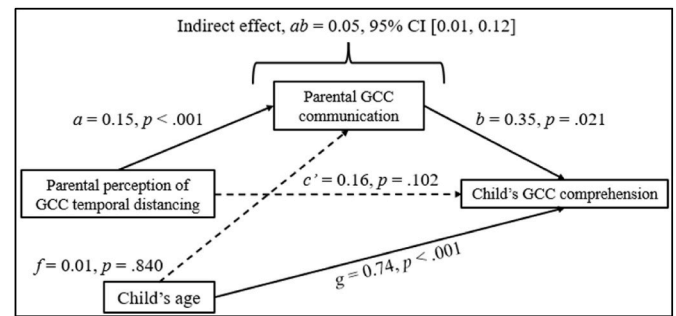 Indirect effect, ab = 0.05, 95% CI [0.01, 0.12]
Parental GCC
communication
a = 0.15, p < .001
b = 0.35, p = .021
Parental perception of
GCC temporal distancing
c' = 0.16, p = .102
Child's GCC comprehension
f = 0.01, p = .840
g = 0.74, p < .001
Child's age